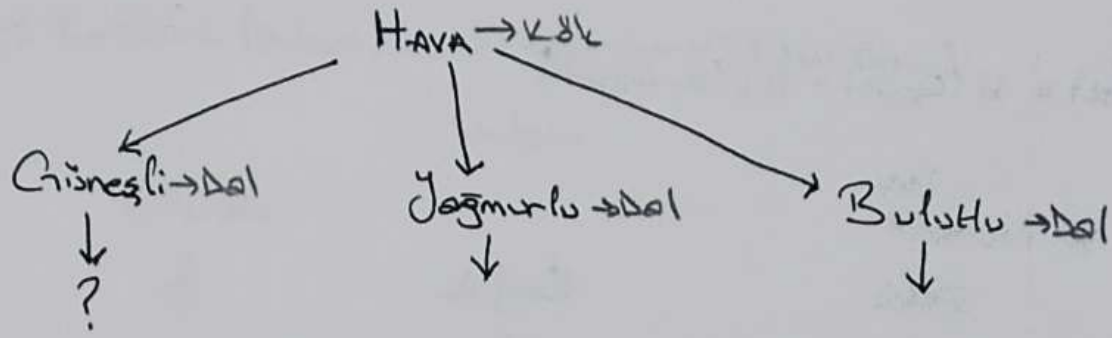 HAVA → Kök
Güneşli → Dal
Yağmurlu → Dal
Bulutlu → Dal
?